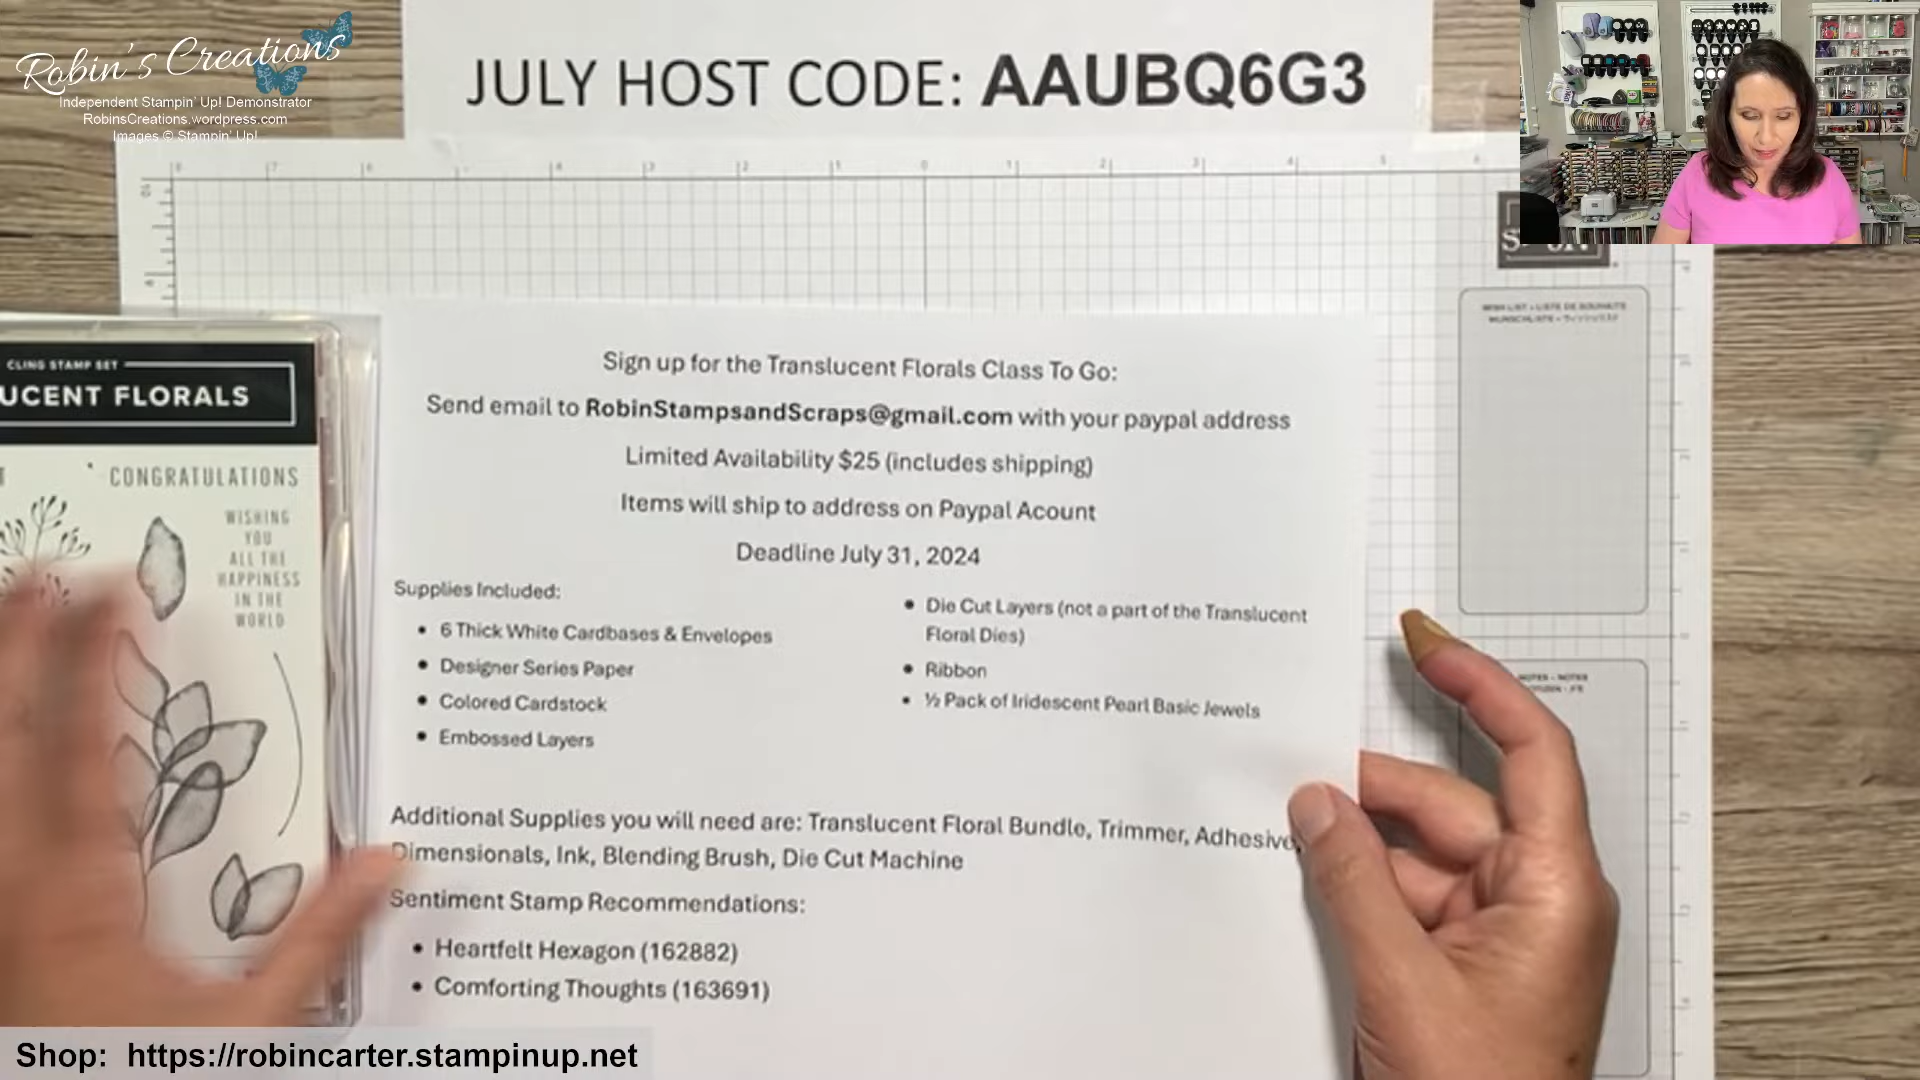 Robin's Creations
Independent Stampin' Up! Demonstrator
RobinsCreations.wordpress.com
Images © Stampin' Up!
JULY HOST CODE: AAUBQ6G3
CLING STAMP SET
UCENT FLORALS
CONGRATULATIONS
WISHING
YOU
ALL THE
HAPPINESS
IN THE
WORLD
Sign up for the Translucent Florals Class To Go:
Send email to RobinStampsandScraps@gmail.com with your paypal address
Limited Availability $25 (includes shipping)
Items will ship to address on Paypal Acount
Deadline July 31, 2024
Supplies Included:
• 6 Thick White Cardbases & Envelopes
• Designer Series Paper
• Colored Cardstock
• Embossed Layers
• Die Cut Layers (not a part of the Translucent
Floral Dies)
• Ribbon
• ½ Pack of Iridescent Pearl Basic Jewels
Additional Supplies you will need are: Translucent Floral Bundle, Trimmer, Adhesive,
Dimensionals, Ink, Blending Brush, Die Cut Machine
Sentiment Stamp Recommendations:
• Heartfelt Hexagon (162882)
• Comforting Thoughts (163691)
Shop: https://robincarter.stampinup.net